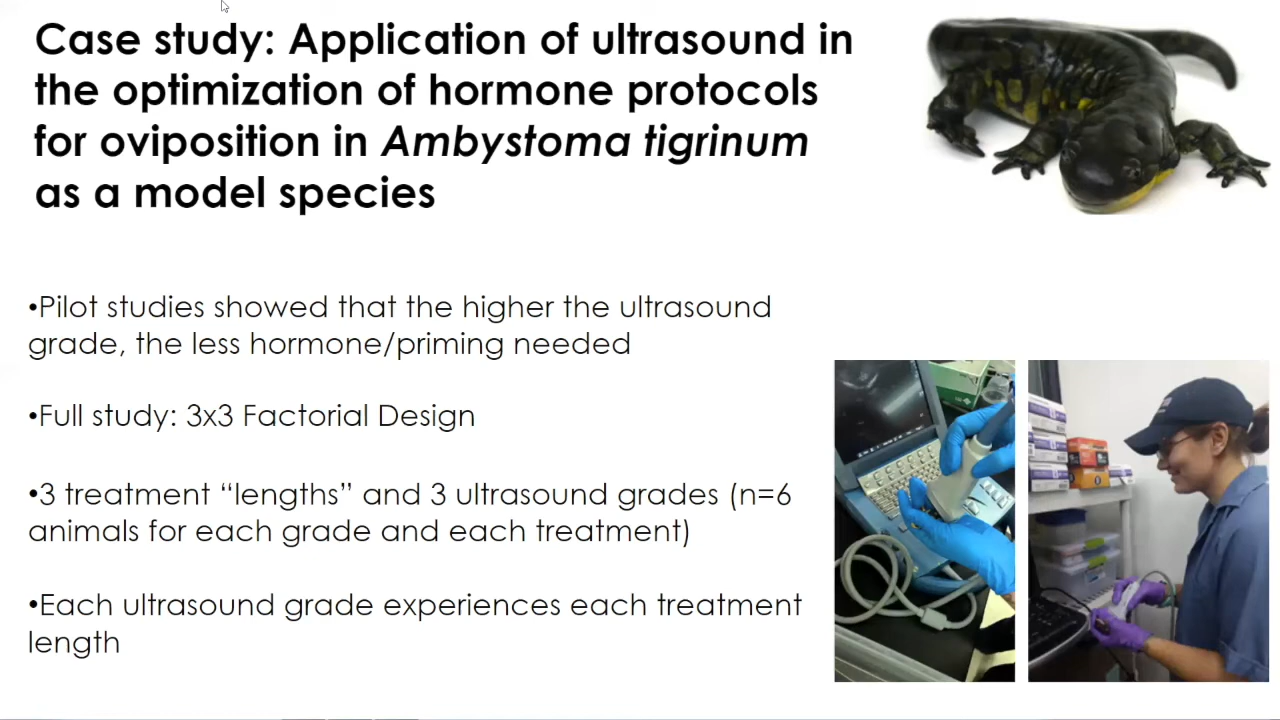 Case study: Application of ultrasound in
the optimization of hormone protocols
for oviposition in Ambystoma tigrinum
as a model species
•Pilot studies showed that the higher the ultrasound
grade, the less hormone/priming needed
•Full study: 3x3 Factorial Design
•3 treatment “lengths” and 3 ultrasound grades (n=6
animals for each grade and each treatment)
•Each ultrasound grade experiences each treatment
length